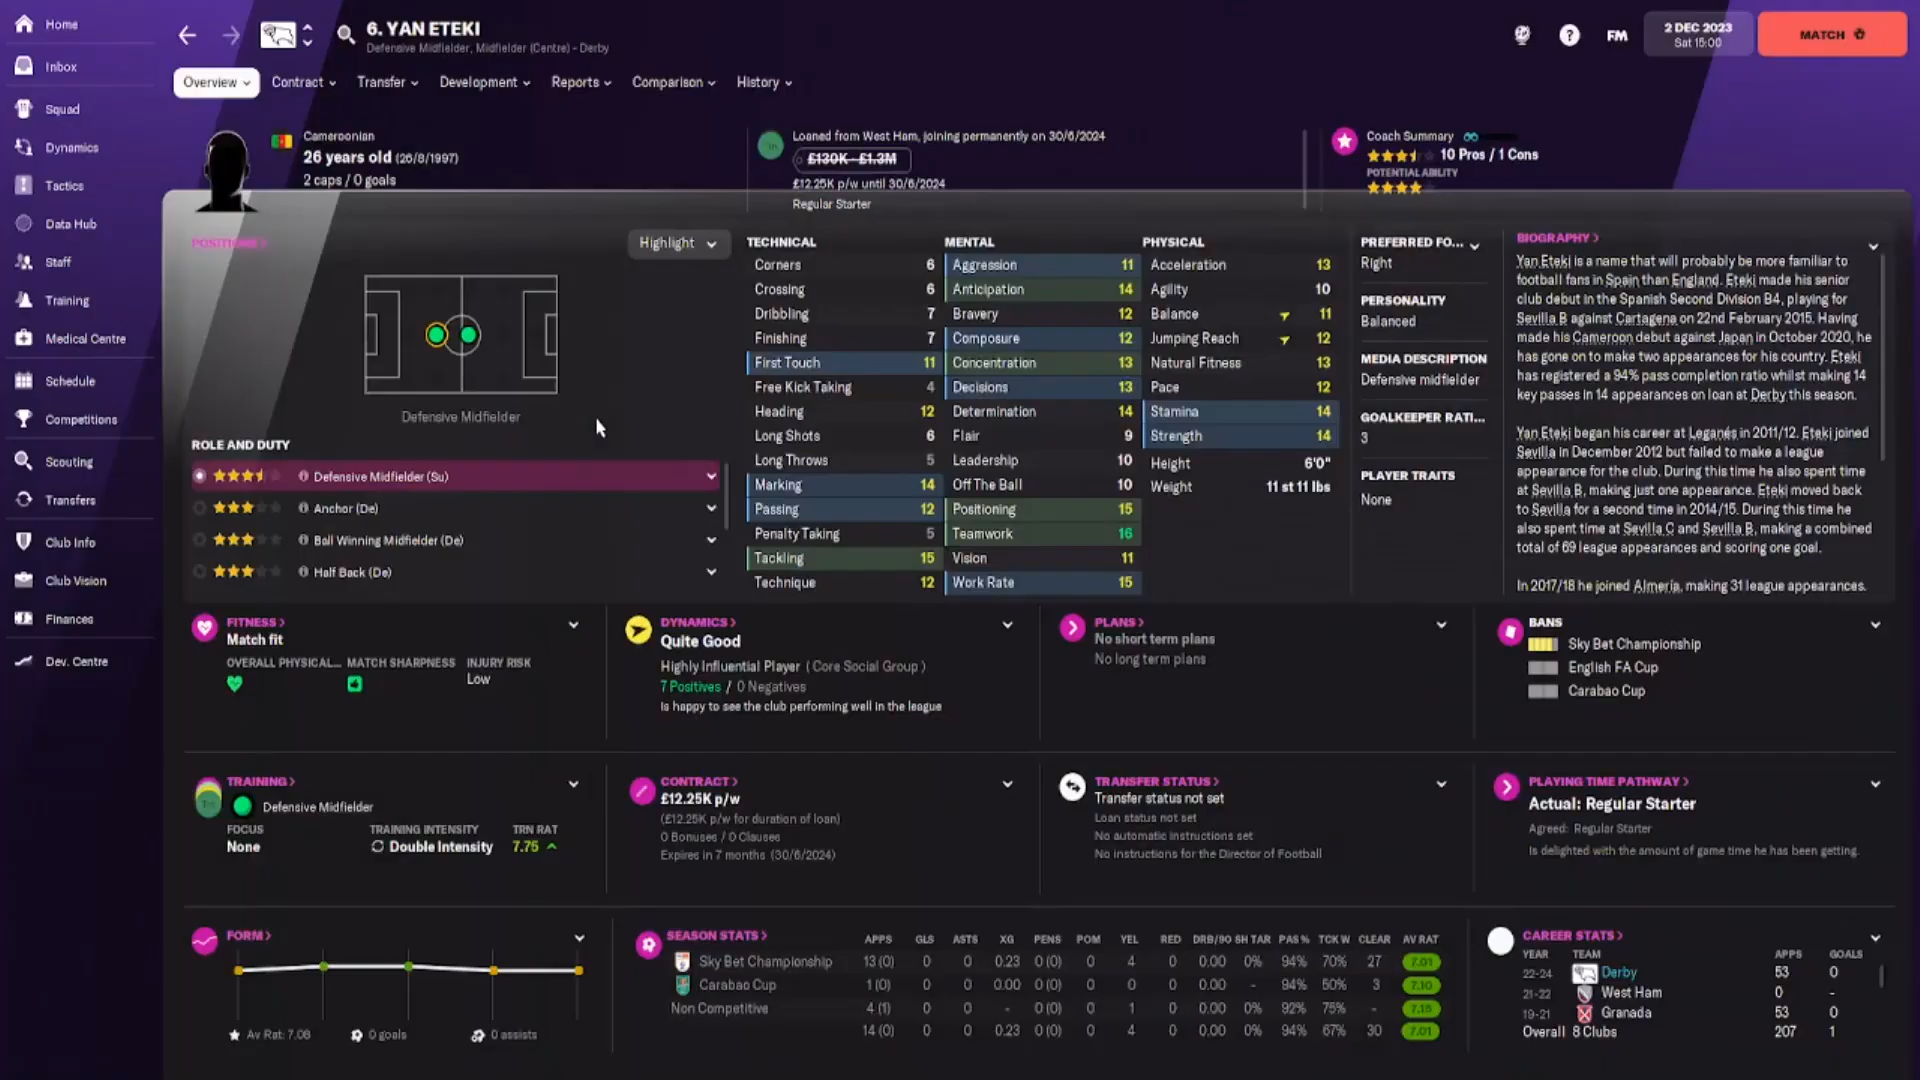 Home
Inbox
Squad
Dynamics
Tactics
Data Hub
Staff
Training
Medical Centre
Schedule
Competitions
Scouting
Transfers
Club Info
Club Vision
Finances
Dev. Centre
6. YAN ETEKI
Defensive Midfielder, Midfielder (Centre) - Derby
FM
2 DEC 2023
Sat 15:00
MATCH
Overview
Contract
Transfer
Development
Reports
Comparison
History
Cameroonian
26 years old (26/8/1997)
2 caps / 0 goals
Loaned from West Ham, joining permanently on 30/6/2024
£130K - £1.3M
£12.25K p/w until 30/6/2024
Regular Starter
Coach Summary
10 Pros / 1 Cons
POTENTIAL ABILITY
POSITIONS >
Highlight
Defensive Midfielder
ROLE AND DUTY
Defensive Midfielder (Su)
Anchor (De)
Ball Winning Midfielder (De)
Half Back (De)
TECHNICAL
Corners 6
Crossing 6
Dribbling 7
Finishing 7
First Touch 11
Free Kick Taking 4
Heading 12
Long Shots 6
Long Throws 5
Marking 14
Passing 12
Penalty Taking 5
Tackling 15
Technique 12
MENTAL
Aggression 11
Anticipation 14
Bravery 12
Composure 12
Concentration 13
Decisions 13
Determination 14
Flair 9
Leadership 10
Off The Ball 10
Positioning 15
Teamwork 16
Vision 11
Work Rate 15
PHYSICAL
Acceleration 13
Agility 10
Balance 11
Jumping Reach 12
Natural Fitness 13
Pace 12
Stamina 14
Strength 14
Height 6'0"
Weight 11 st 11 lbs
PREFERRED FO...
Right
PERSONALITY
Balanced
MEDIA DESCRIPTION
Defensive midfielder
GOALKEEPER RATI...
3
PLAYER TRAITS
None
BIOGRAPHY >
Yan Eteki is a name that will probably be more familiar to
football fans in Spain than England. Eteki made his senior
club debut in the Spanish Second Division B4, playing for
Sevilla B against Cartagena on 22nd February 2015. Having
made his Cameroon debut against Japan in October 2020, he
has gone on to make two appearances for his country. Eteki
has registered a 94% pass completion ratio whilst making 14
key passes in 14 appearances on loan at Derby this season.
Yan Eteki began his career at Leganés in 2011/12. Eteki joined
Sevilla in December 2012 but failed to make a league
appearance for the club. During this time he also spent time
at Sevilla B, making just one appearance. Eteki moved back
to Sevilla for a second time in 2014/15. During this time he
also spent time at Sevilla C and Sevilla B, making a combined
total of 69 league appearances and scoring one goal.
In 2017/18 he joined Almería, making 31 league appearances.
FITNESS >
Match fit
OVERALL PHYSICAL... MATCH SHARPNESS INJURY RISK
Low
DYNAMICS >
Quite Good
Highly Influential Player ( Core Social Group )
7 Positives / 0 Negatives
Is happy to see the club performing well in the league
PLANS >
No short term plans
No long term plans
BANS
Sky Bet Championship
English FA Cup
Carabao Cup
TRAINING >
Defensive Midfielder
FOCUS TRAINING INTENSITY TRN RAT
None Double Intensity 7.75
CONTRACT >
£12.25K p/w
(£12.25K p/w for duration of loan)
0 Bonuses / 0 Clauses
Expires in 7 months (30/6/2024)
TRANSFER STATUS >
Transfer status not set
Loan status not set
No automatic instructions set
No instructions for the Director of Football
PLAYING TIME PATHWAY >
Actual: Regular Starter
Agreed: Regular Starter
Is delighted with the amount of game time he has been getting.
FORM >
Av Rat: 7.06 0 goals 0 assists
SEASON STATS > APPS GLS ASTS XG PENS POM YEL RED DRB/90 SH TAR PAS % TCK W CLEAR AV RAT
Sky Bet Championship 13 (0) 0 0 0.23 0 (0) 0 4 0 0.00 0% 94% 70% 27 7.01
Carabao Cup 1 (0) 0 0 0.00 0 (0) 0 0 0 0.00 - 94% 50% 3 7.10
Non Competitive 4 (1) 0 0 - 0 (0) 0 1 0 0.00 0% 92% 75% - 7.15
14 (0) 0 0 0.23 0 (0) 0 4 0 0.00 0% 94% 67% 30 7.01
CAREER STATS >
YEAR TEAM APPS GOALS
22-24 Derby 53 0
21-22 West Ham 0 -
19-21 Granada 53 0
Overall 8 Clubs 207 1